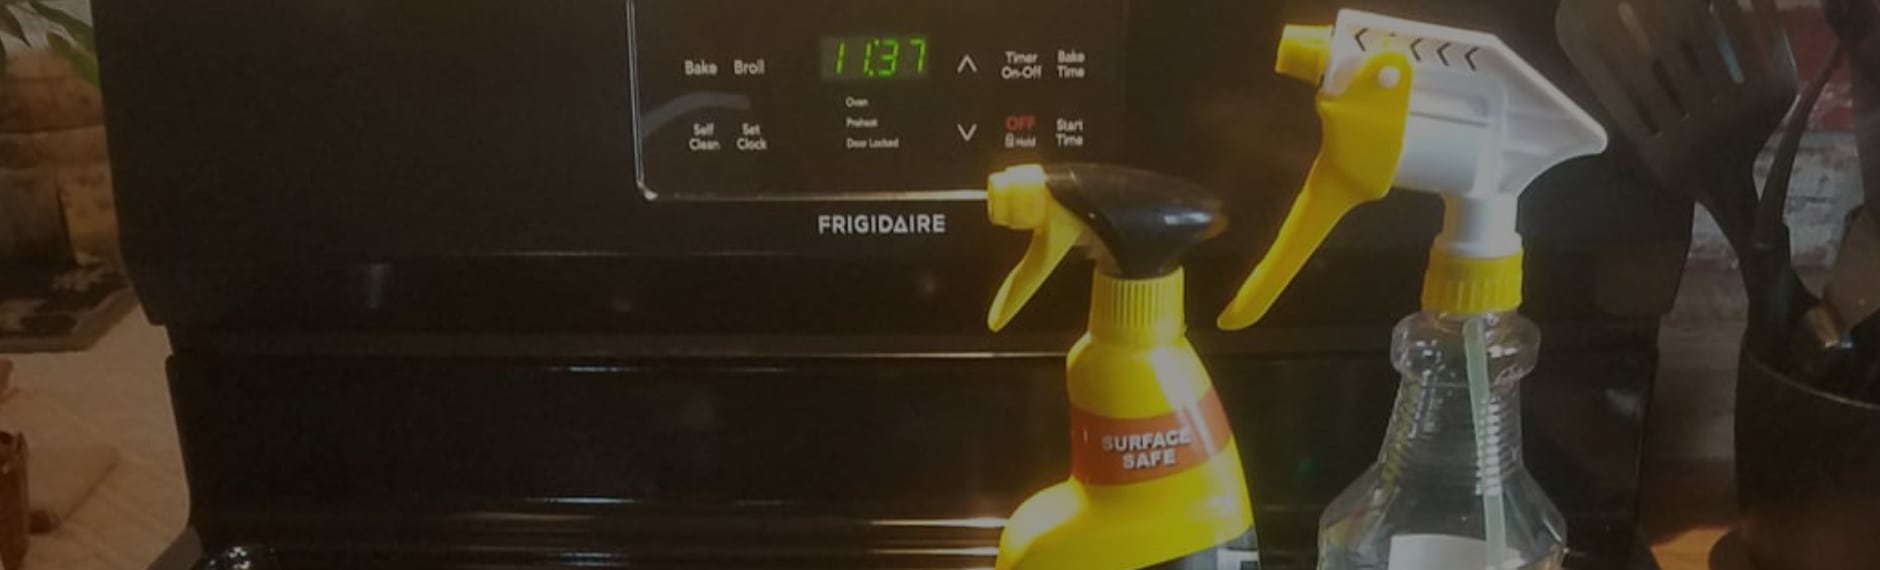 Bake Broil
11:37
Timer
On-Off
Bake
Time
Self
Clean
Set
Clock
Oven
Preheat
Door Locked
OFF
Hold
Start
Time
FRIGIDAIRE
SURFACE
SAFE